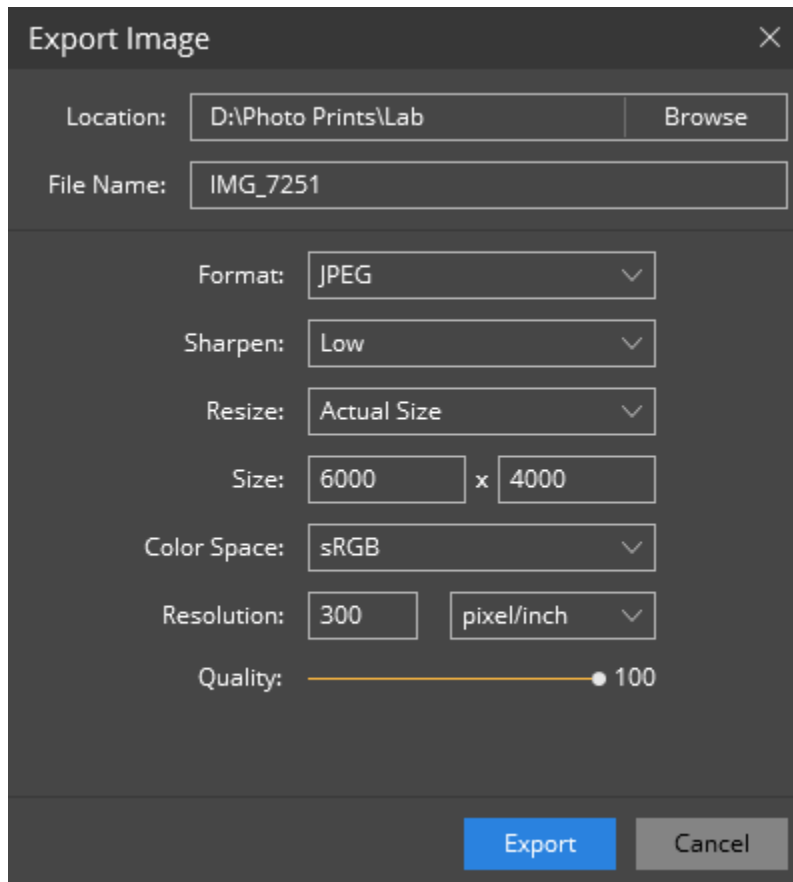 Export Image
Location: D:\Photo Prints\Lab Browse
File Name: IMG_7251
Format: JPEG
Sharpen: Low
Resize: Actual Size
Size: 6000 x 4000
Color Space: sRGB
Resolution: 300 pixel/inch
Quality: 100
Export Cancel